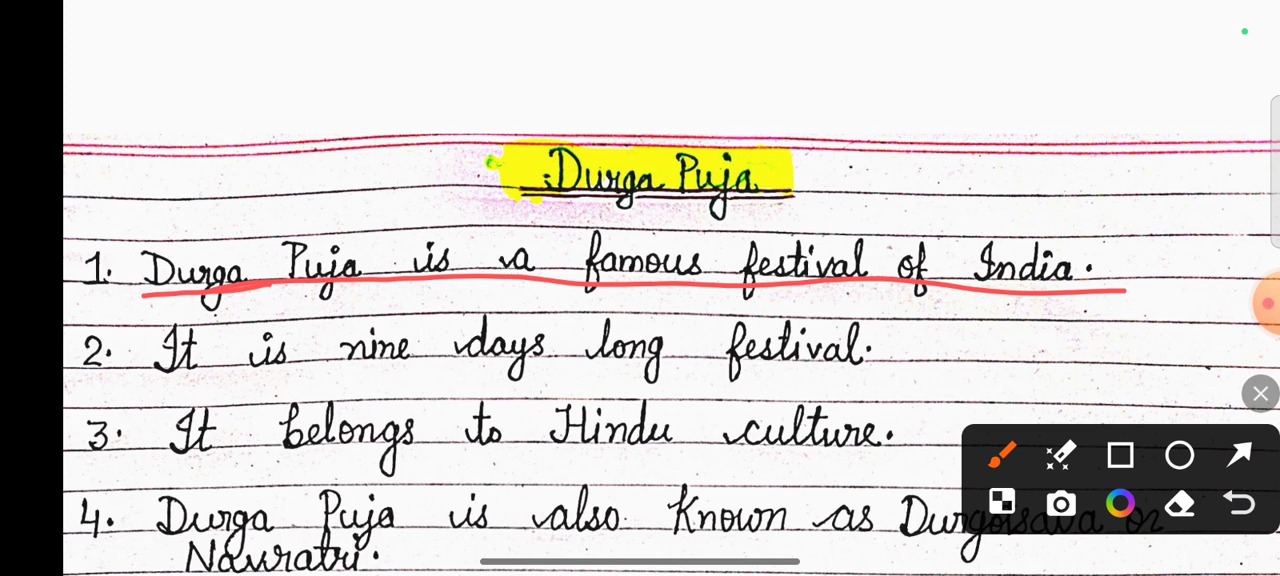 Durga Puja
1. Durga Puja is a famous festival of India.
2. It is nine days long festival.
3. It belongs to Hindu culture.
4. Durga Puja is also Known as Durgotsava or
Navratri.